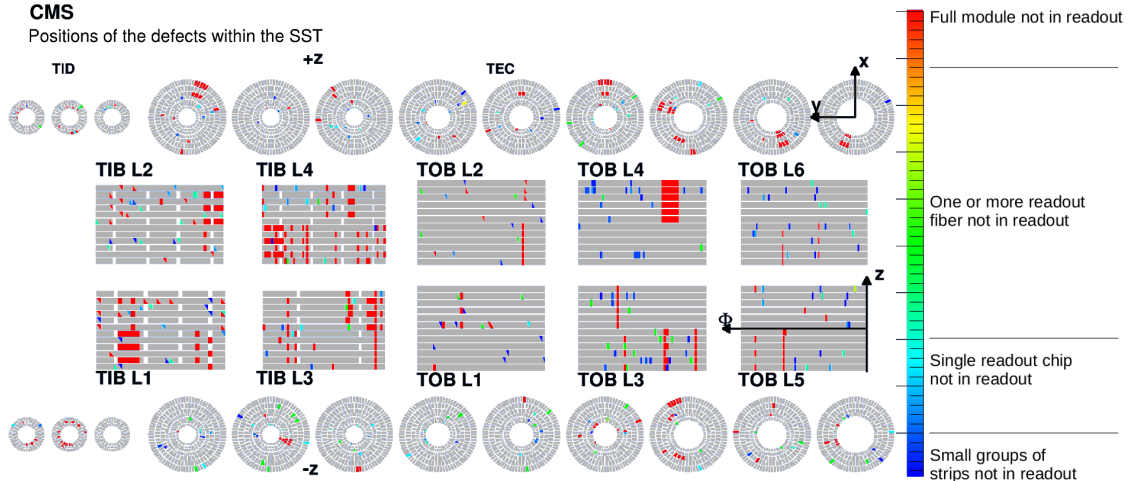 CMS
Positions of the defects within the SST
+z
TID
TEC
x
y
TIB L2
TIB L4
TOB L2
TOB L4
TOB L6
z
Φ
TIB L1
TIB L3
TOB L1
TOB L3
TOB L5
-z
Full module not in readout
One or more readout
fiber not in readout
Single readout chip
not in readout
Small groups of
strips not in readout